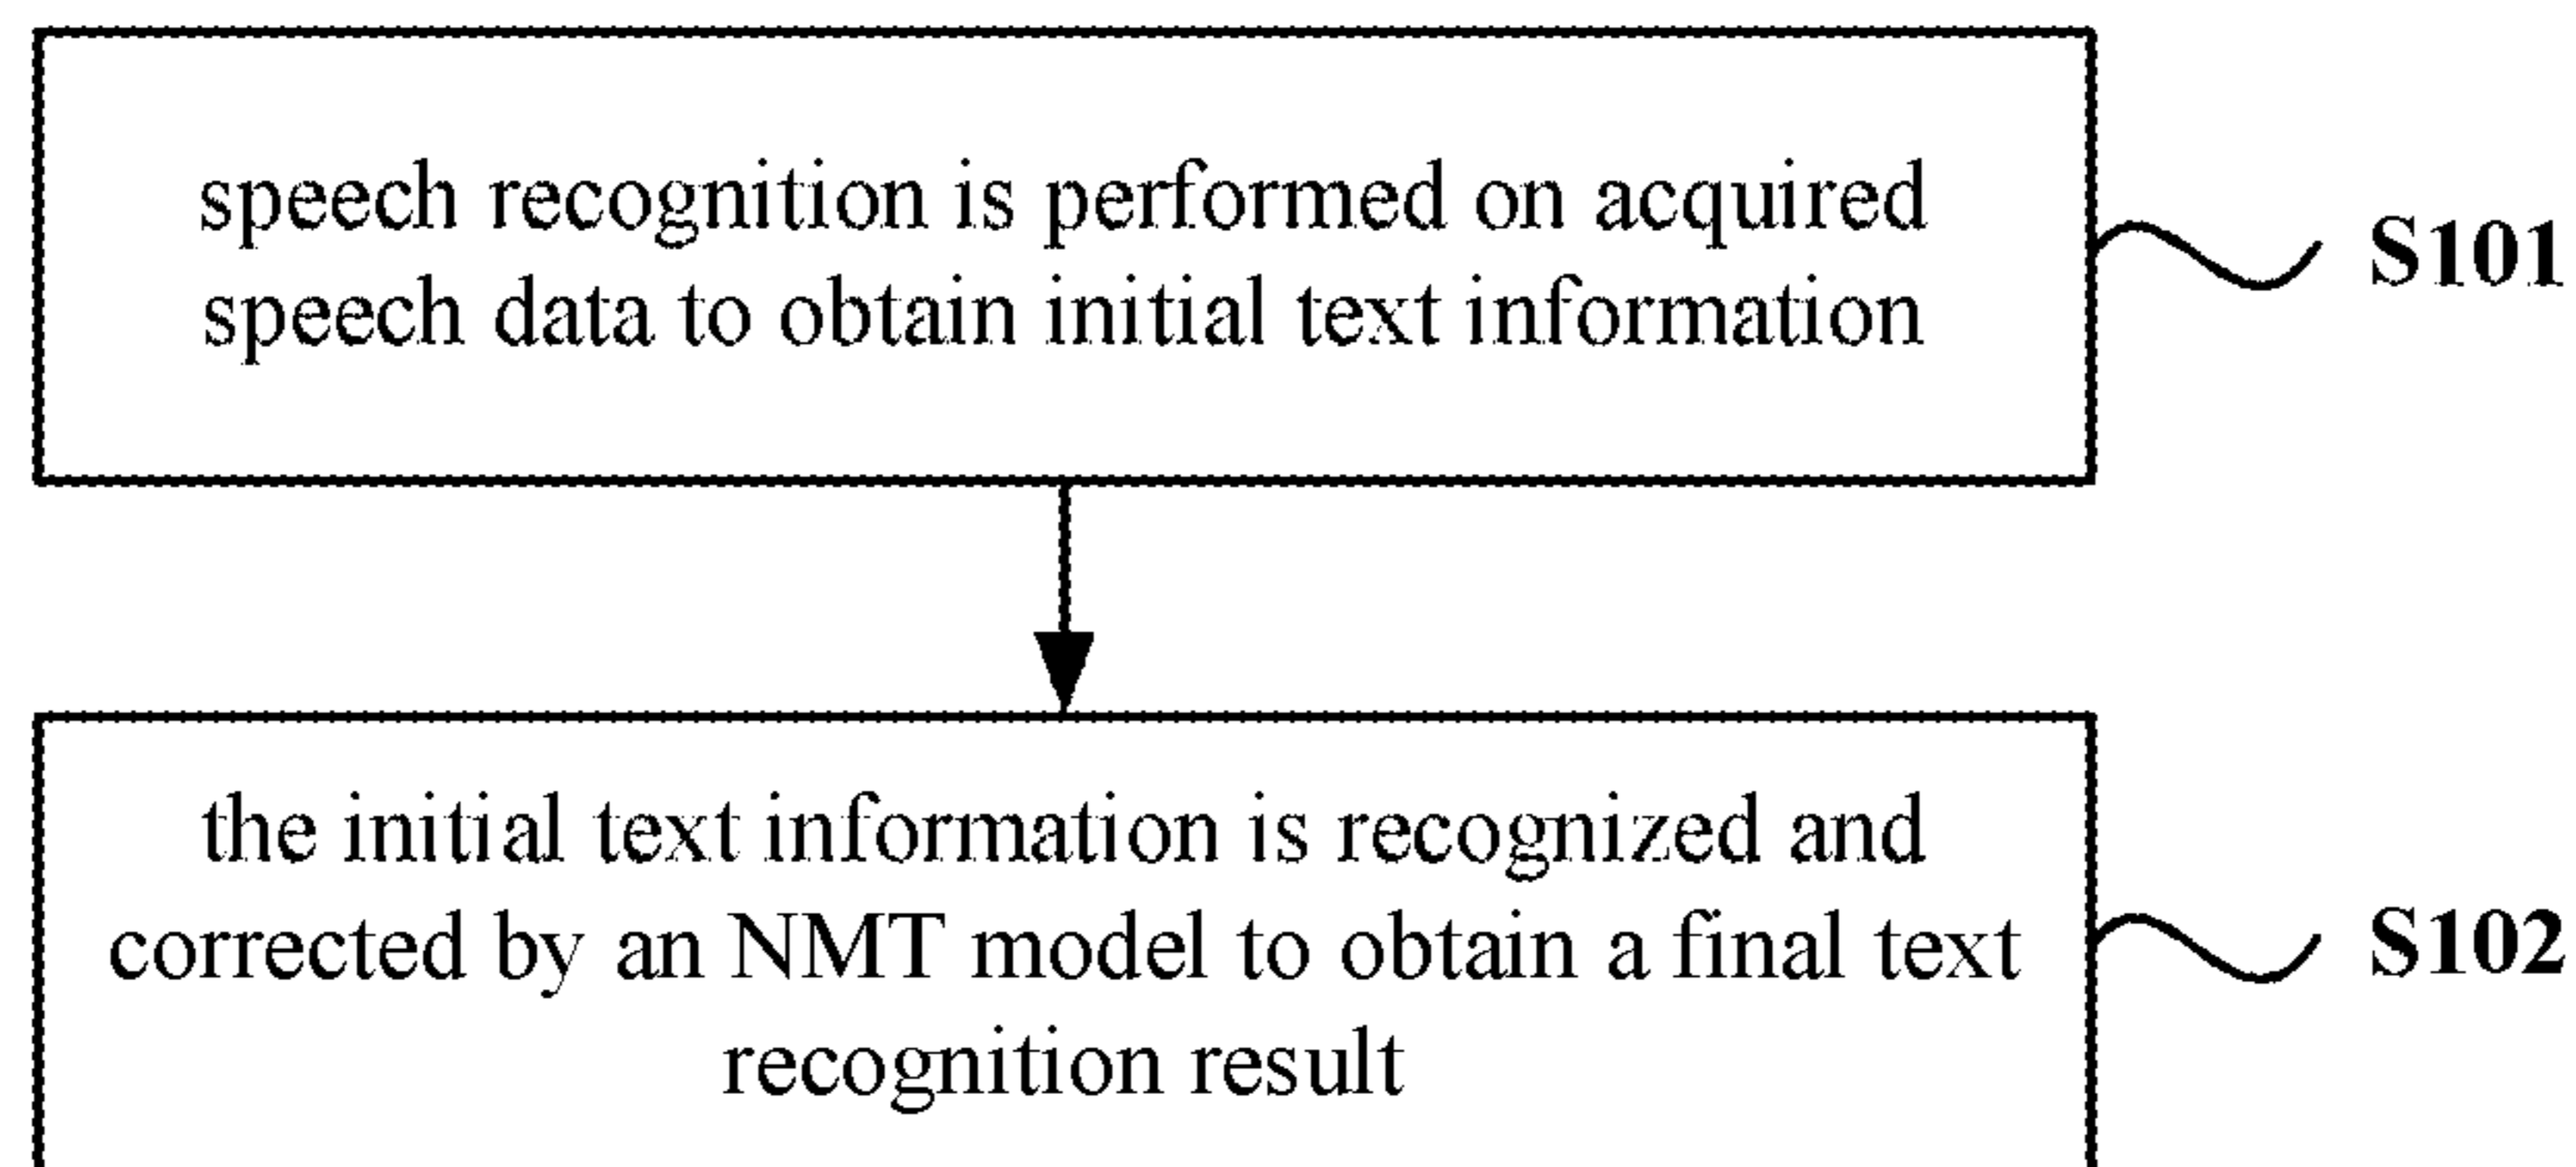 speech recognition is performed on acquired
speech data to obtain initial text information
S101
the initial text information is recognized and
corrected by an NMT model to obtain a final text
recognition result
S102